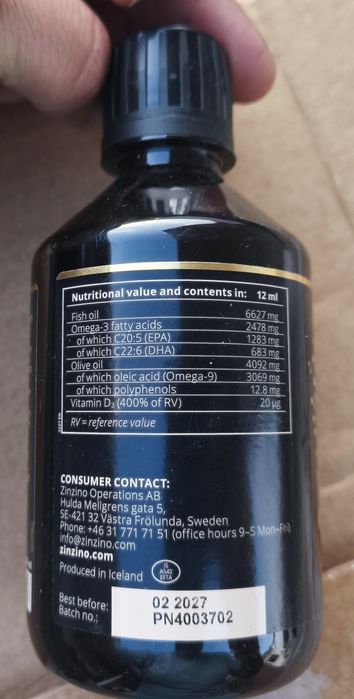 Nutritional value and contents in: 12 ml
Fish oil 6627 mg
Omega-3 fatty acids 2478 mg
of which C20:5 (EPA) 1283 mg
of which C22:6 (DHA) 683 mg
Olive oil 4092 mg
of which oleic acid (Omega-9) 3069 mg
of which polyphenols 12.8 mg
Vitamin D₃ (400% of RV) 20 µg
RV = reference value
CONSUMER CONTACT:
Zinzino Operations AB
Hulda Mellgrens gata 5,
SE-421 32 Västra Frölunda, Sweden
Phone: +46 31 771 71 51 (office hours 9–5 Mon–Fri)
info@zinzino.com
zinzino.com
Produced in Iceland
IS
A542
EFTA
Best before: 02 2027
Batch no.: PN4003702